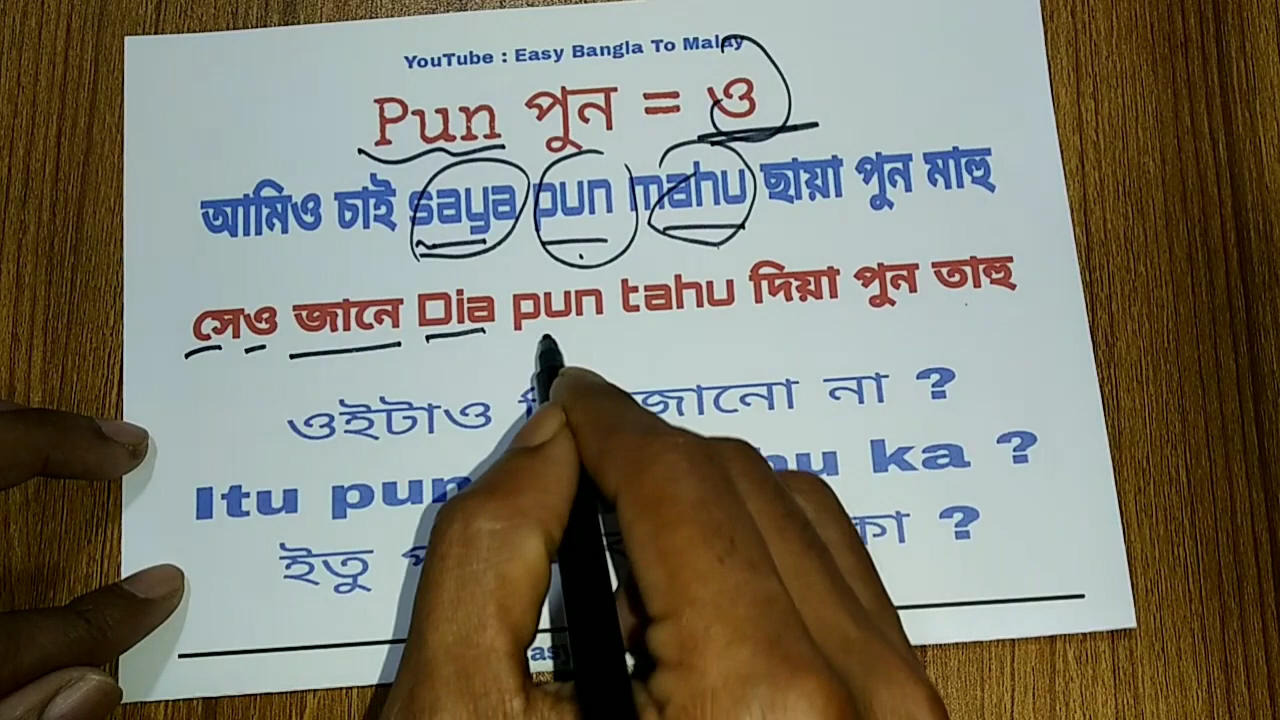 YouTube : Easy Bangla To Malay
Pun পুন = ও
আমিও চাই saya pun mahu ছায়া পুন মাহু
সেও জানে Dia pun tahu দিয়া পুন তাহু
ওইটাও জানো না ?
Itu pun ka ?
ইতু কা ?